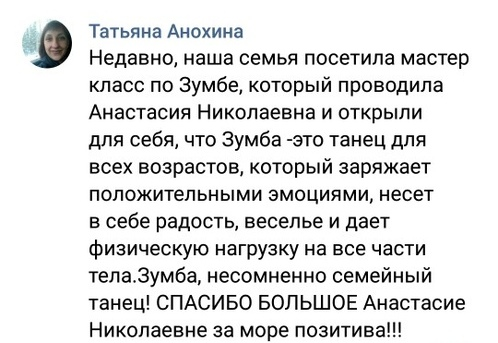 Татьяна Анохина
Недавно, наша семья посетила мастер
класс по Зумбе, который проводила
Анастасия Николаевна и открыли
для себя, что Зумба -это танец для
всех возрастов, который заряжает
положительными эмоциями, несет
в себе радость, веселье и дает
физическую нагрузку на все части
тела.Зумба, несомненно семейный
танец! СПАСИБО БОЛЬШОЕ Анастасие
Николаевне за море позитива!!!